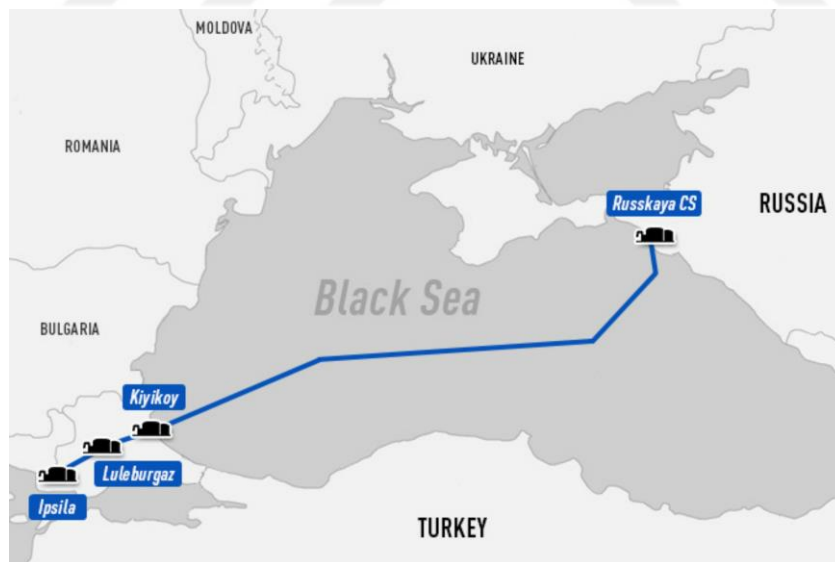 MOLDOVA
UKRAINE
ROMANIA
Russkaya CS
RUSSIA
Black Sea
BULGARIA
Kiyikoy
Luleburgaz
Ipsila
TURKEY